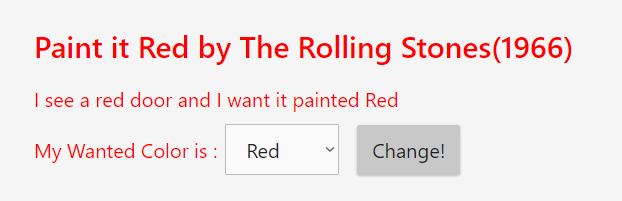 Paint it Red by The Rolling Stones(1966)
I see a red door and I want it painted Red
My Wanted Color is : Red Change!